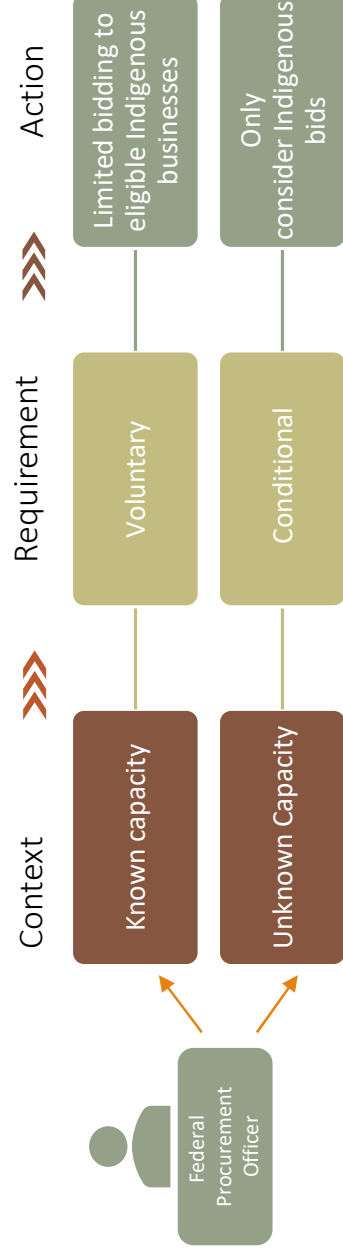 Context
Requirement
Action
Federal
Procurement
Officer
Known capacity
Voluntary
Limited bidding to
eligible Indigenous
businesses
Unknown Capacity
Conditional
Only
consider Indigenous
bids